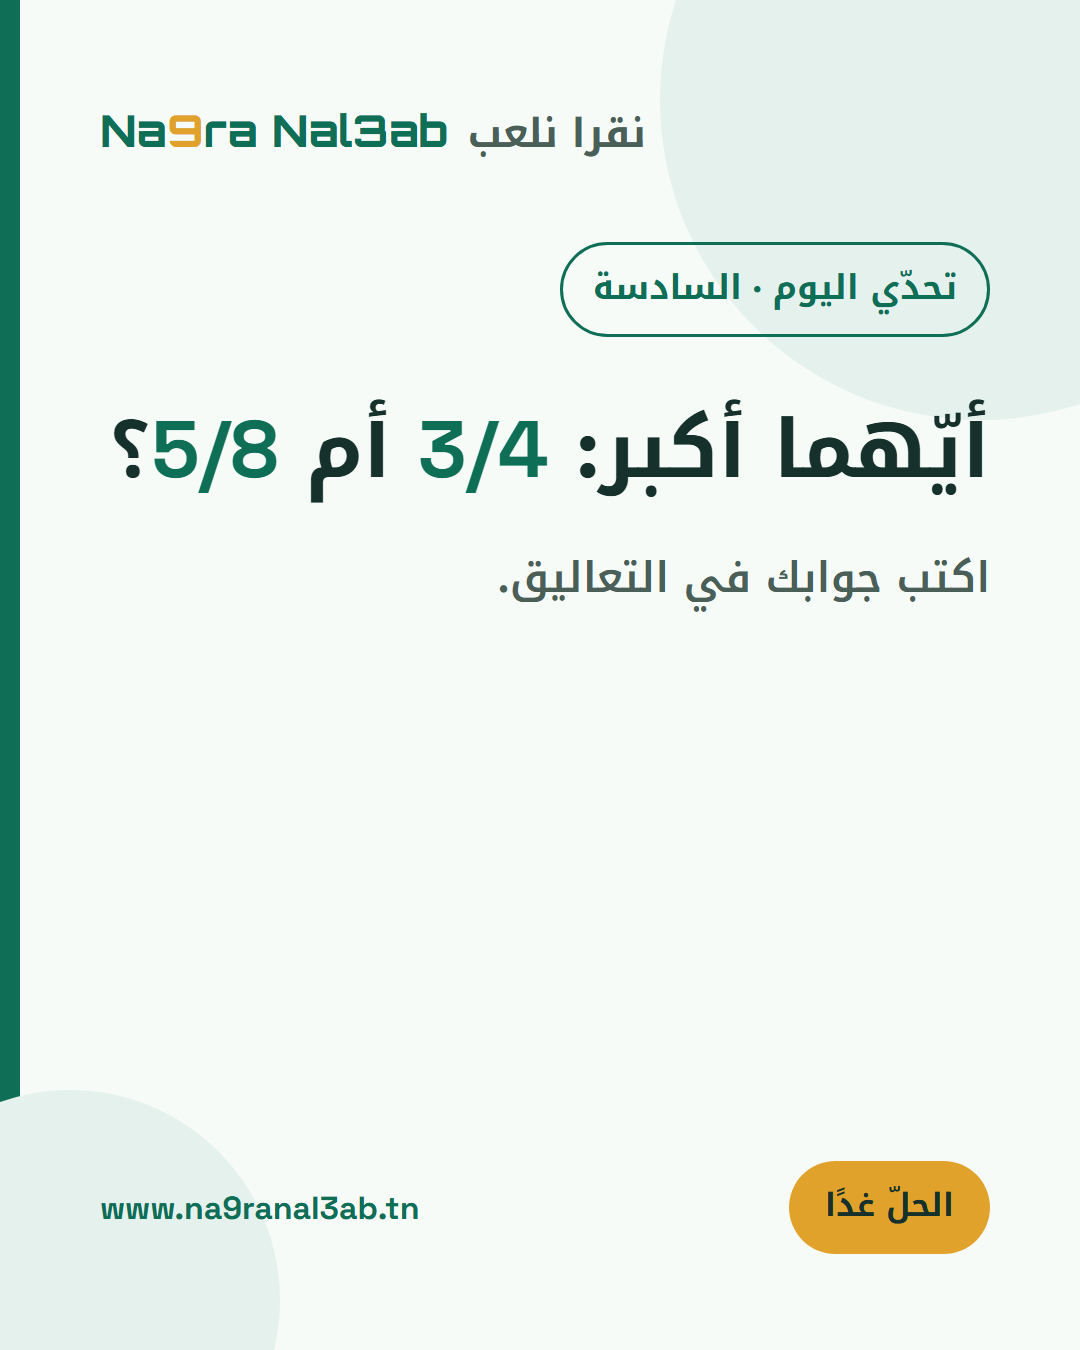 Na9ra Nal3ab نقرا نلعب
تحدّي اليوم · السادسة
أيّهما أكبر: 3/4 أم 5/8؟
اكتب جوابك في التعاليق.
الحلّ غدًا
www.na9ranal3ab.tn